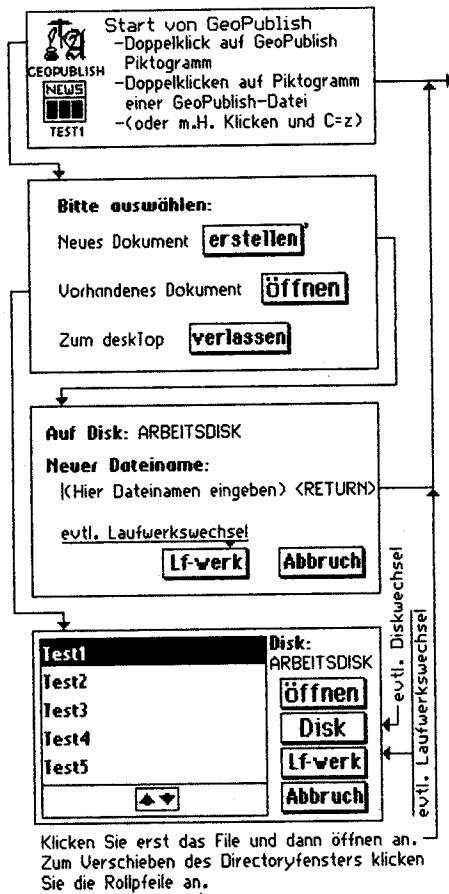 Start von GeoPublish
-Doppelklick auf GeoPublish
Piktogramm
-Doppelklicken auf Piktogramm
einer GeoPublish-Datei
-(oder m.H. Klicken und C=z)
GEOPUBLISH
NEWS
TEST1
Bitte auswählen:
Neues Dokument erstellen
Vorhandenes Dokument öffnen
Zum deskTop verlassen
Auf Disk: ARBEITSDISK
Neuer Dateiname:
(Hier Dateinamen eingeben) <RETURN>
evtl. Laufwerkswechsel
Lf-werk Abbruch
Test1
Test2
Test3
Test4
Test5
Disk:
ARBEITSDISK
öffnen
Disk
Lf-werk
Abbruch
evtl. Diskwechsel
evtl. Laufwerkswechsel
Klicken Sie erst das File und dann öffnen an.
Zum Verschieben des Directoryfensters klicken
Sie die Rollpfeile an.